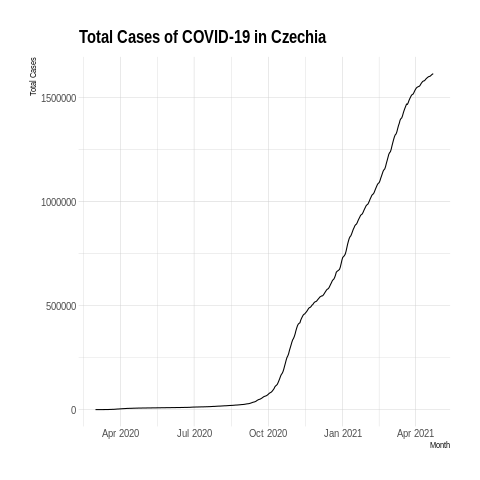 Total Cases of COVID-19 in Czechia
Total Cases
1500000
1000000
500000
0
Apr 2020 Jul 2020 Oct 2020 Jan 2021 Apr 2021
Month